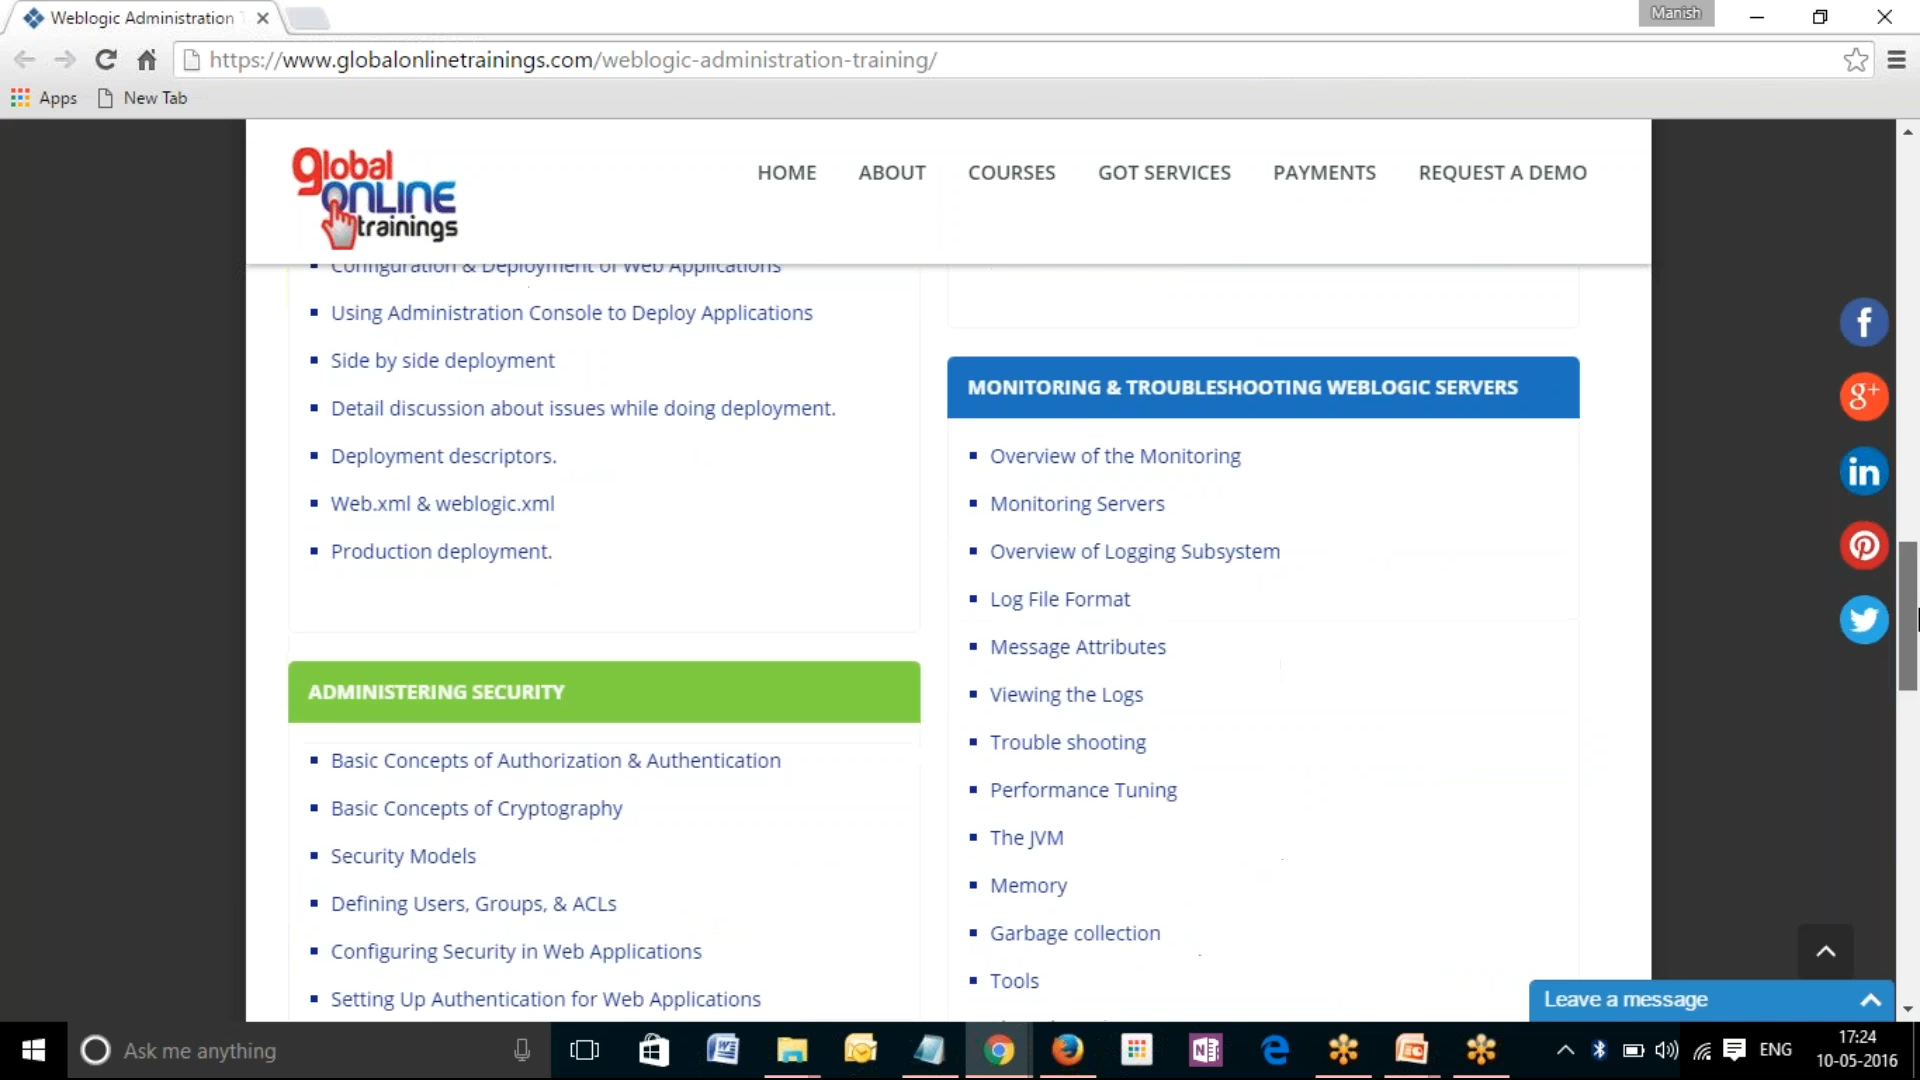 Weblogic Administration T
Manish
https://www.globalonlinetrainings.com/weblogic-administration-training/
Apps
New Tab
global
ONLINE
trainings
HOME
ABOUT
COURSES
GOT SERVICES
PAYMENTS
REQUEST A DEMO
Configuration & Deployment of Web Applications
Using Administration Console to Deploy Applications
Side by side deployment
Detail discussion about issues while doing deployment.
Deployment descriptors.
Web.xml & weblogic.xml
Production deployment.
ADMINISTERING SECURITY
Basic Concepts of Authorization & Authentication
Basic Concepts of Cryptography
Security Models
Defining Users, Groups, & ACLs
Configuring Security in Web Applications
Setting Up Authentication for Web Applications
MONITORING & TROUBLESHOOTING WEBLOGIC SERVERS
Overview of the Monitoring
Monitoring Servers
Overview of Logging Subsystem
Log File Format
Message Attributes
Viewing the Logs
Trouble shooting
Performance Tuning
The JVM
Memory
Garbage collection
Tools
Leave a message
Ask me anything
ENG
17:24
10-05-2016